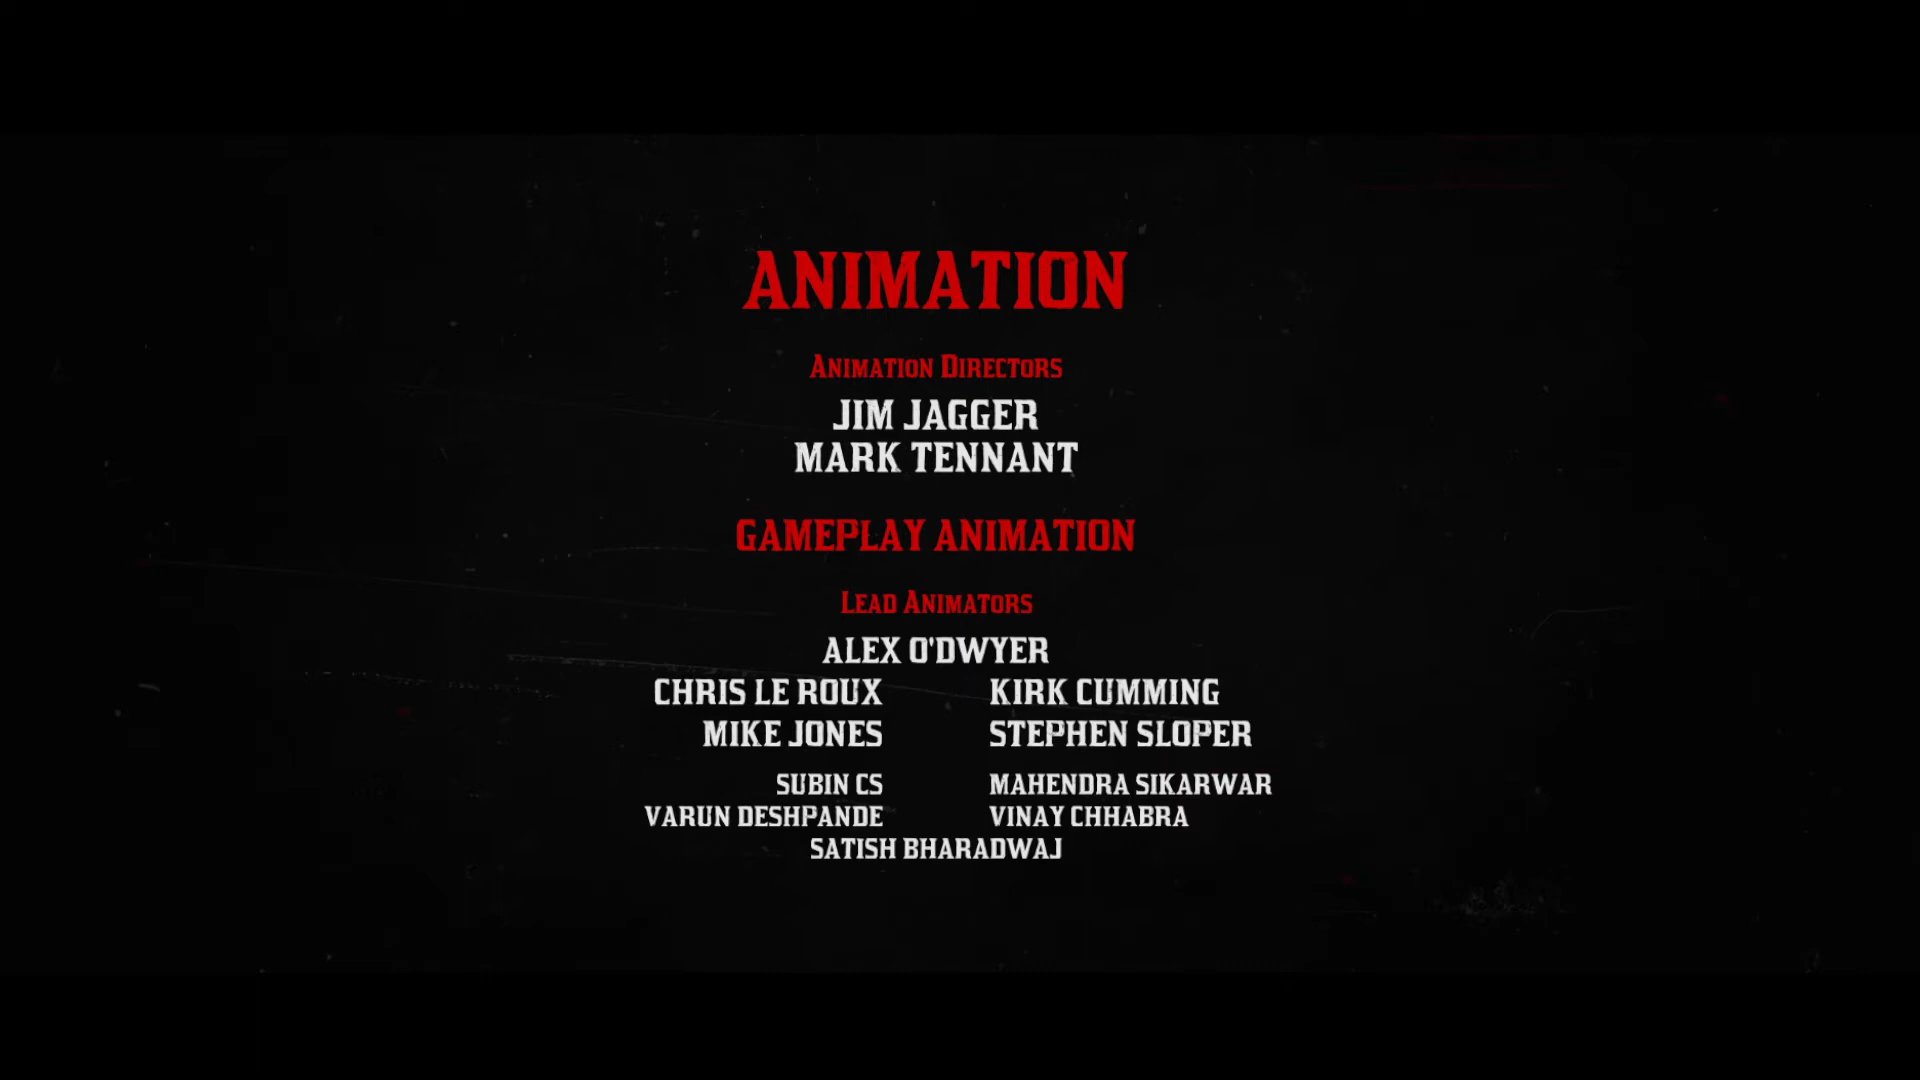 ANIMATION
ANIMATION DIRECTORS
JIM JAGGER
MARK TENNANT
GAMEPLAY ANIMATION
LEAD ANIMATORS
ALEX O'DWYER
CHRIS LE ROUX KIRK CUMMING
MIKE JONES STEPHEN SLOPER
SUBIN CS MAHENDRA SIKARWAR
VARUN DESHPANDE VINAY CHHABRA
SATISH BHARADWAJ